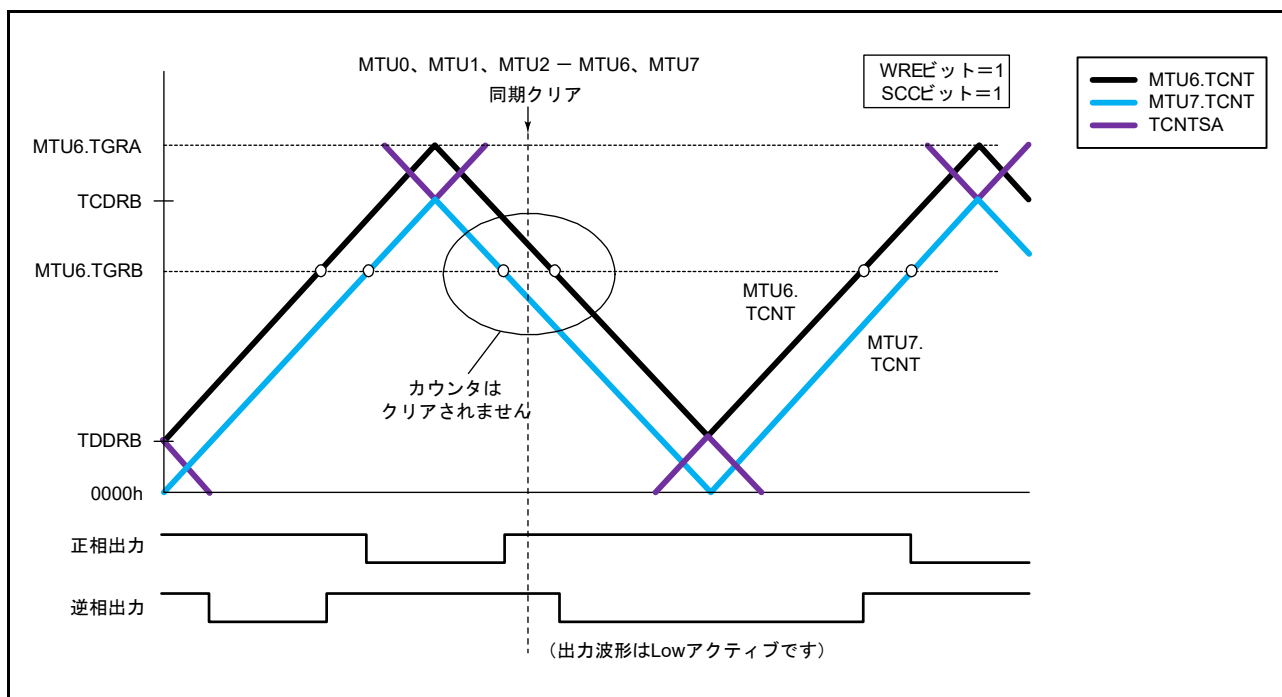 MTU0、MTU1、MTU2 － MTU6、MTU7
同期クリア
WREビット＝1
SCCビット＝1
MTU6.TCNT
MTU7.TCNT
TCNTSA
MTU6.TGRA
TCDRB
MTU6.TGRB
MTU6.
TCNT
MTU7.
TCNT
カウンタは
クリアされません
TDDRB
0000h
正相出力
逆相出力
（出力波形はLowアクティブです）